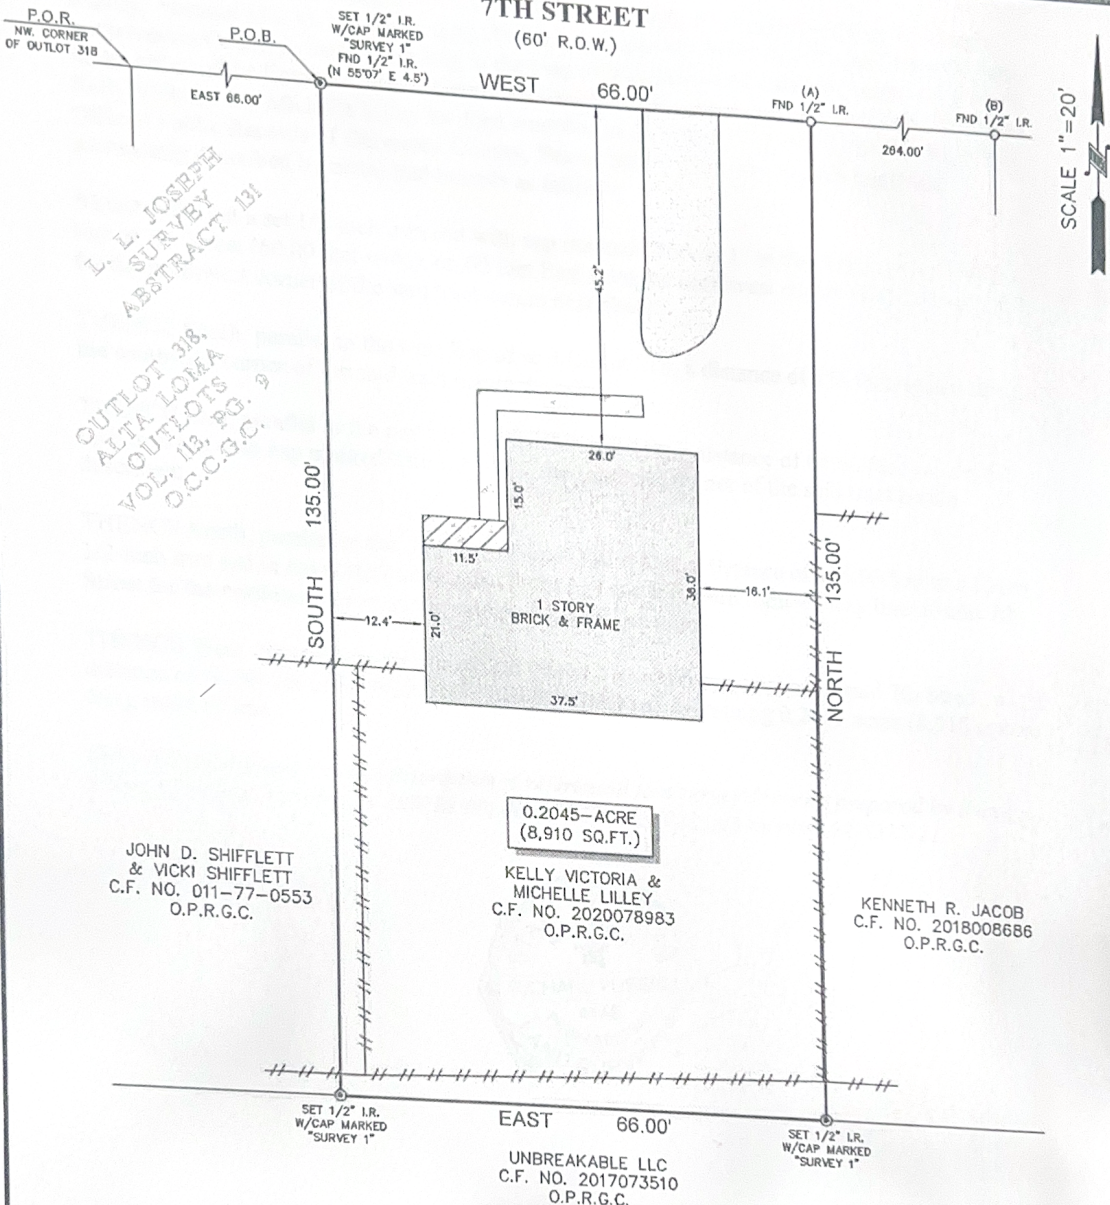 7TH STREET
(60' R.O.W.)
P.O.R.
NW. CORNER
OF OUTLOT 318
P.O.B.
SET 1/2" I.R.
W/CAP MARKED
"SURVEY 1"
FND 1/2" I.R.
(N 55°07' E 4.5')
EAST 66.00'
WEST 66.00'
(A)
FND 1/2" I.R.
(B)
FND 1/2" I.R.
264.00'
SCALE 1"=20'
L. L. JOSEPH
SURVEY
ABSTRACT 131
OUTLOT 318,
ALTA LOMA
OUTLOTS
VOL. 113, PG. 9
O.C.C.G.C.
45.2'
26.0'
15.0'
11.5'
SOUTH 135.00'
12.4'
21.0'
1 STORY
BRICK & FRAME
36.0'
16.1'
NORTH 135.00'
37.5'
0.2045-ACRE
(8,910 SQ.FT.)
JOHN D. SHIFFLETT
& VICKI SHIFFLETT
C.F. NO. 011-77-0553
O.P.R.G.C.
KELLY VICTORIA &
MICHELLE LILLEY
C.F. NO. 2020078983
O.P.R.G.C.
KENNETH R. JACOB
C.F. NO. 2018008686
O.P.R.G.C.
SET 1/2" I.R.
W/CAP MARKED
"SURVEY 1"
EAST 66.00'
SET 1/2" I.R.
W/CAP MARKED
"SURVEY 1"
UNBREAKABLE LLC
C.F. NO. 2017073510
O.P.R.G.C.